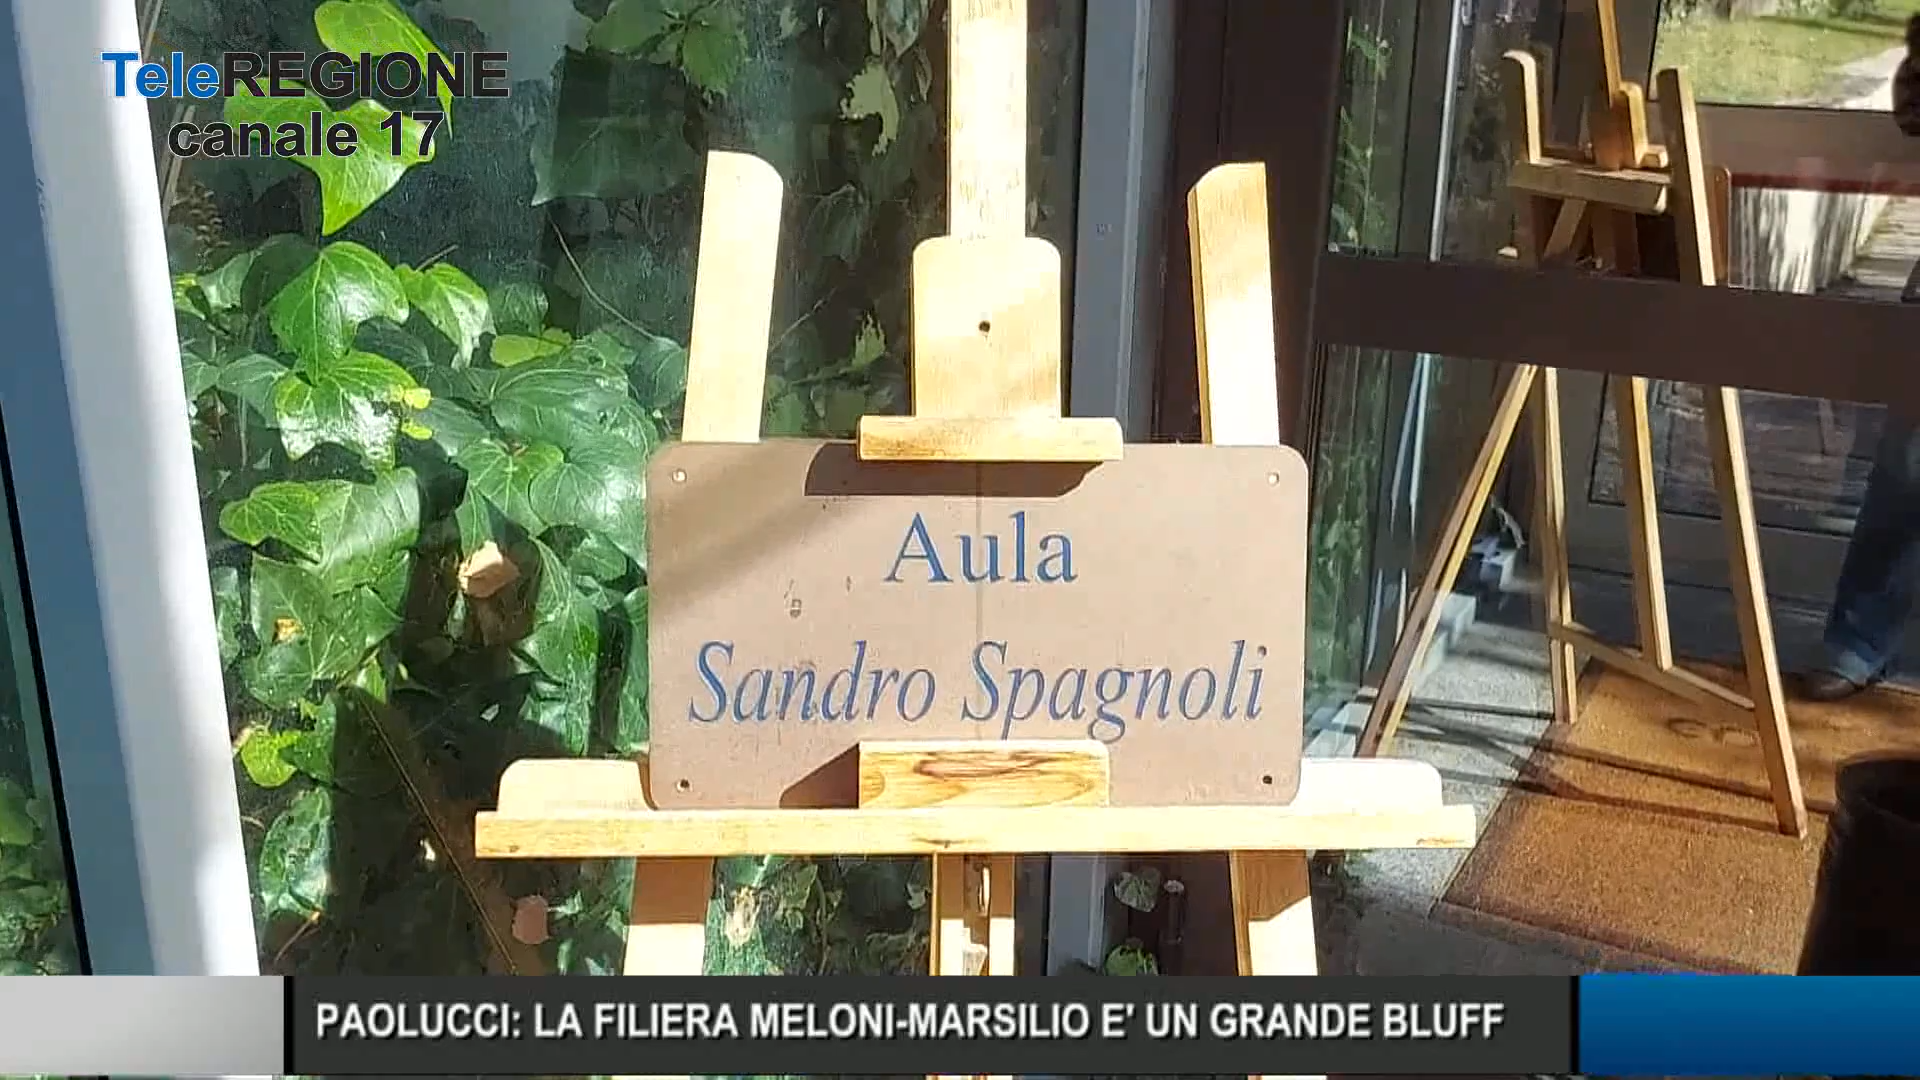 TeleREGIONE
canale 17
Aula
Sandro Spagnoli
PAOLUCCI: LA FILIERA MELONI-MARSILIO E' UN GRANDE BLUFF